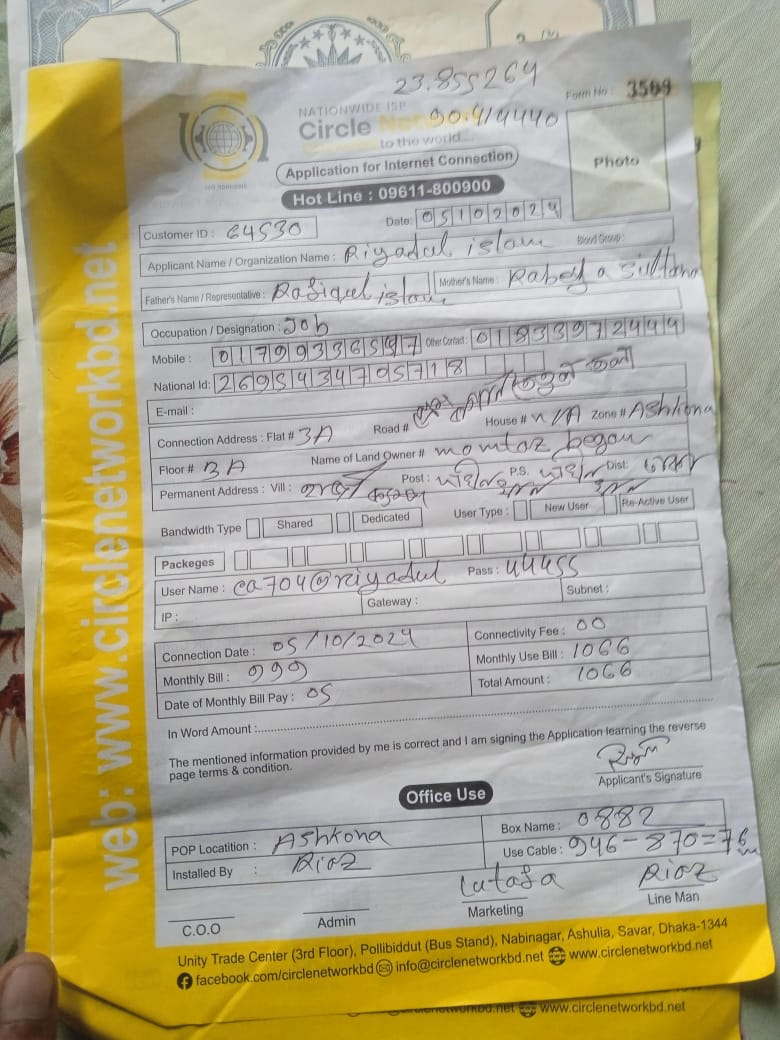 23.855264
Form No : 3509
NATIONWIDE ISP
Circle
90.414440
to the world....
Photo
Application for Internet Connection
Hot Line : 09611-800900
Customer ID : 64530
Date: 05102024
Applicant Name / Organization Name : Riyadul islam Blood Group :
Father's Name / Representative : Rafiqul islam Mother's Name : Rabeya Sultana
Occupation / Designation : Job
Mobile : 01799336597 Other Contact : 01833972444
National Id: 2695434705718
E-mail :
Connection Address : Flat # 3A Road # House # n/A Zone # Ashkona
Floor # 3A Name of Land Owner # momtaz begam
Permanent Address : Vill : Post : P.S. Dist:
Bandwidth Type Shared Dedicated User Type : New User Re-Active User
Packeges
User Name : ca704@riyadul Pass : 44455
IP : Gateway : Subnet :
Connection Date : 05/10/2024 Connectivity Fee : 00
Monthly Bill : 999 Monthly Use Bill : 1066
Date of Monthly Bill Pay : 05 Total Amount : 1066
In Word Amount :
The mentioned information provided by me is correct and I am signing the Application learning the reverse
page terms & condition.
Applicant's Signature
Office Use
POP Locatition : Ashkona Box Name : 0882
Installed By : Riaz Use Cable : 946-870=76
Lutafa Riaz
C.O.O Admin Marketing Line Man
Unity Trade Center (3rd Floor), Pollibiddut (Bus Stand), Nabinagar, Ashulia, Savar, Dhaka-1344
facebook.com/circlenetworkbd info@circlenetworkbd.net www.circlenetworkbd.net
www.circlenetworkbd.net
web: www.circlenetworkbd.net